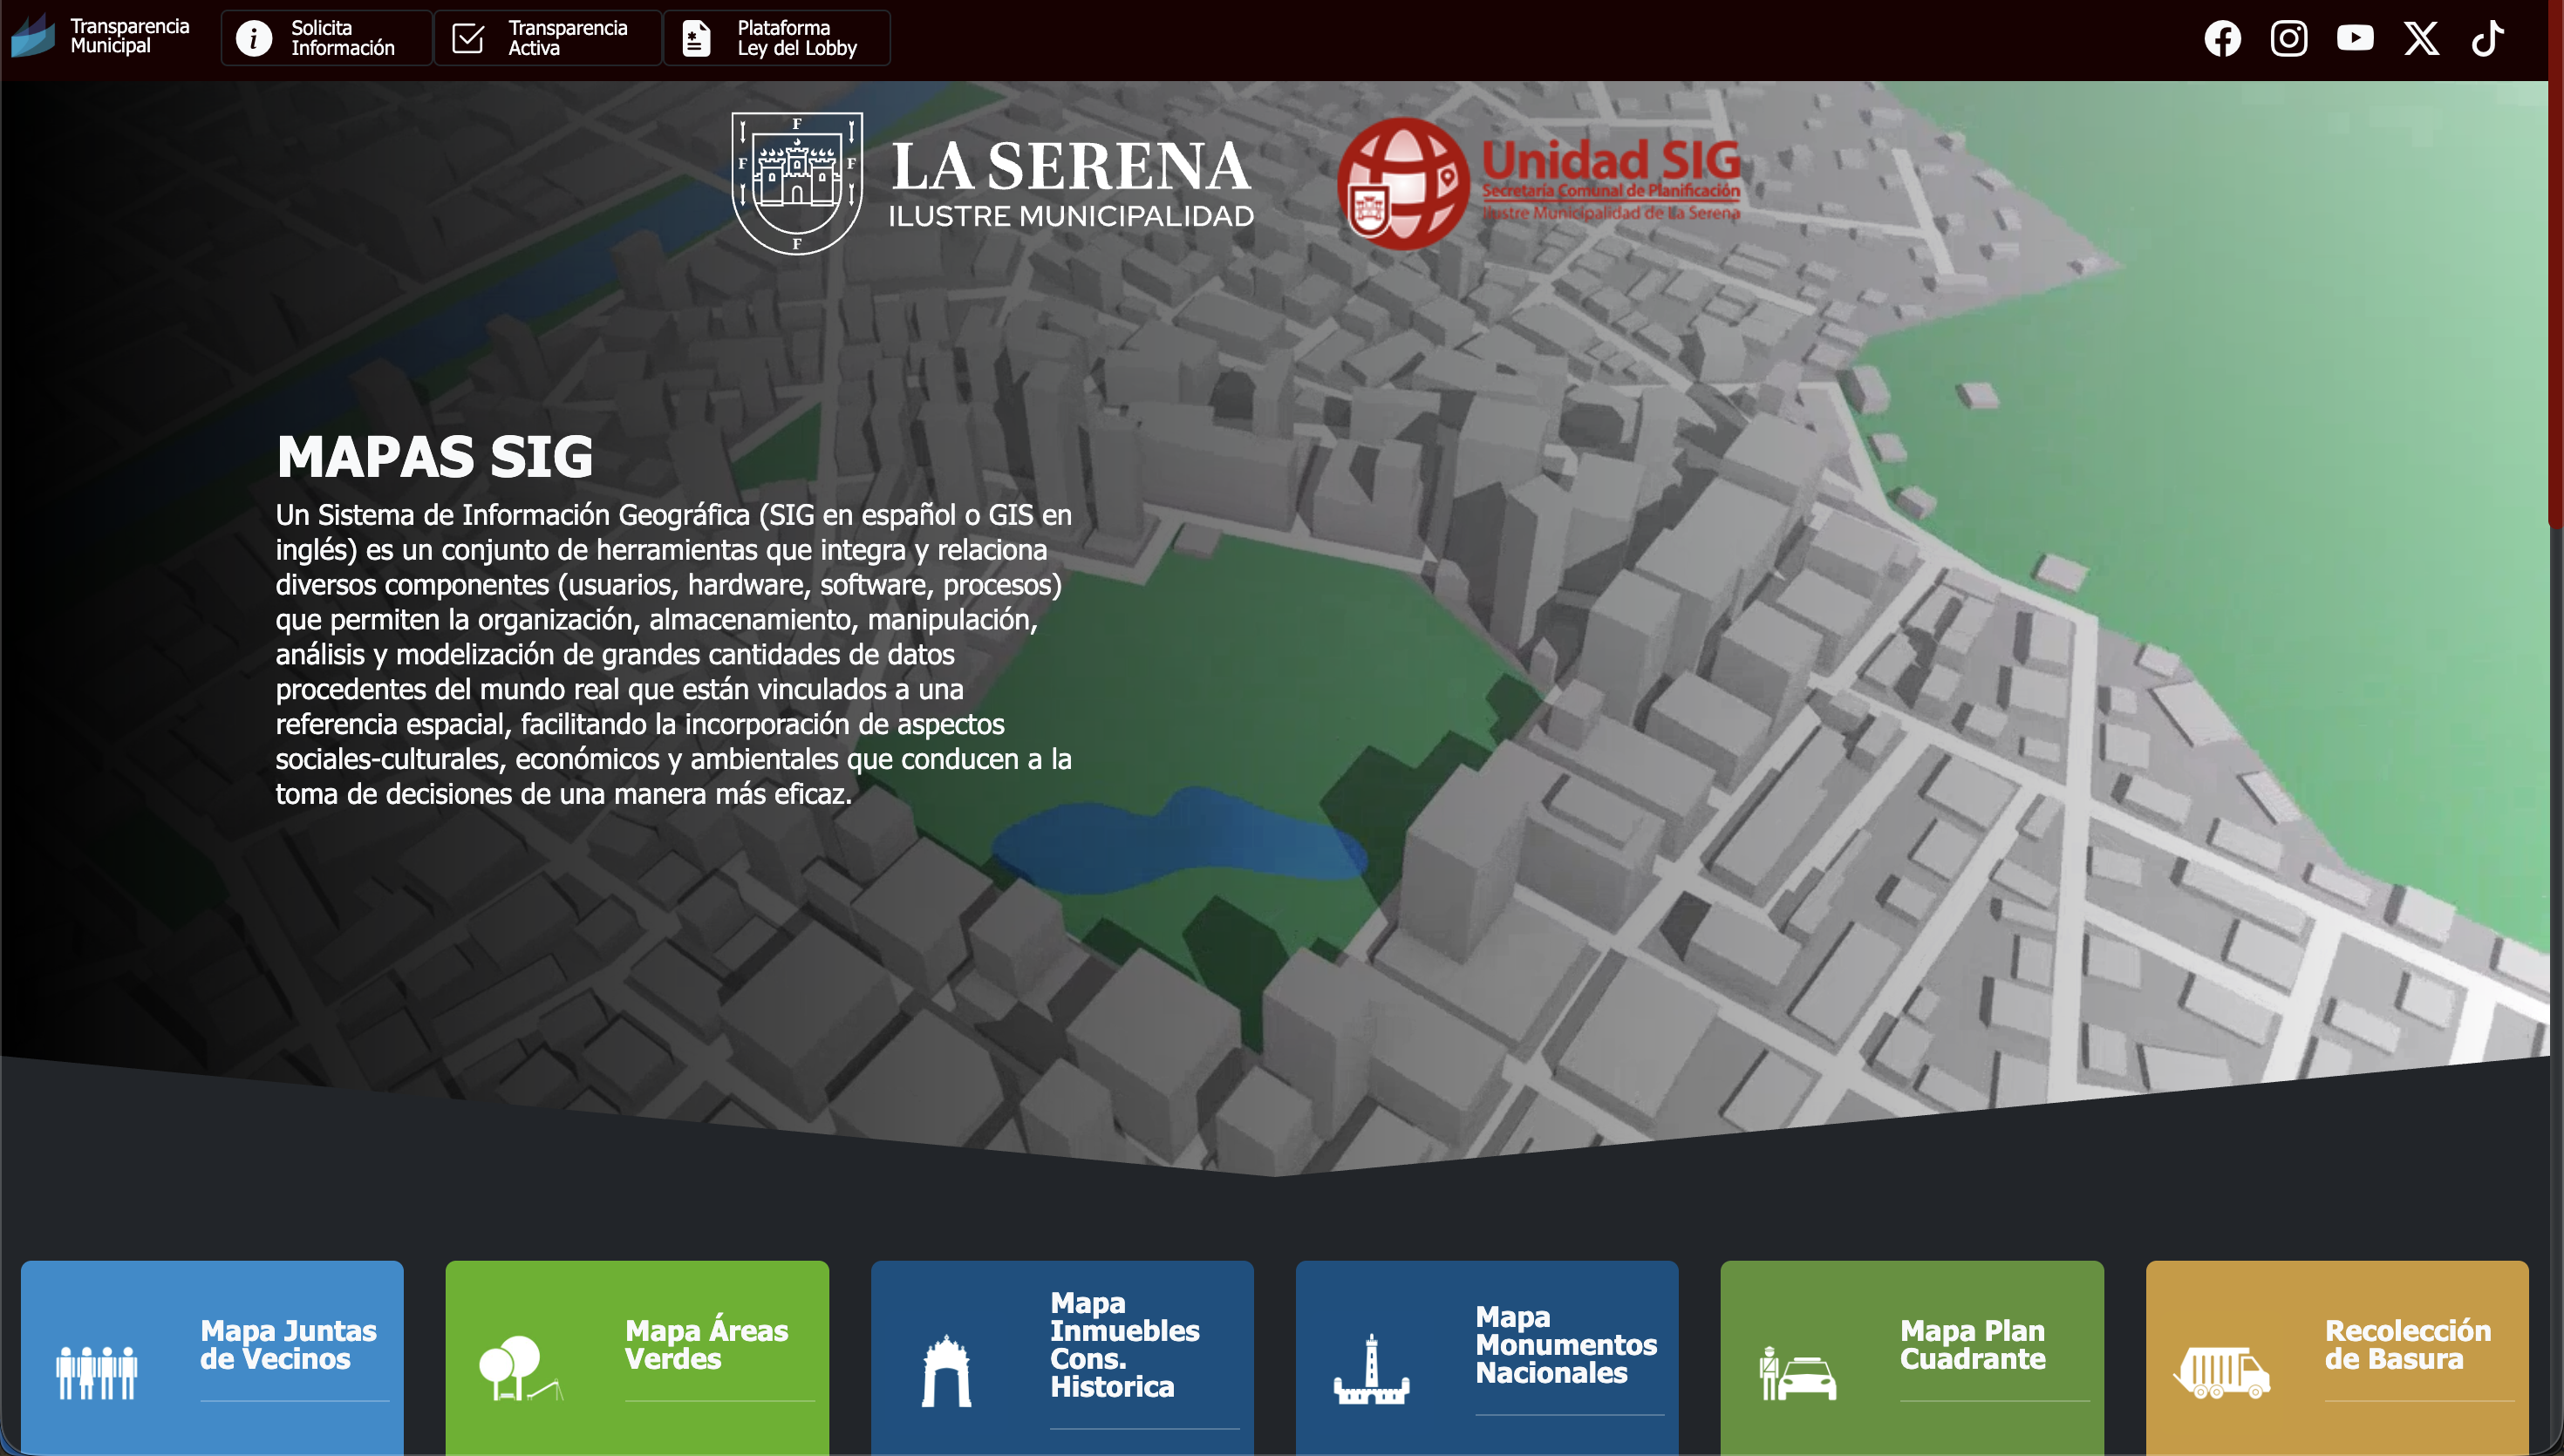 Transparencia
Municipal
Solicita
Información
Transparencia
Activa
Plataforma
Ley del Lobby
F
F
F
F
LA SERENA
ILUSTRE MUNICIPALIDAD
Unidad SIG
Secretaría Comunal de Planificación
Ilustre Municipalidad de La Serena
MAPAS SIG
Un Sistema de Información Geográfica (SIG en español o GIS en
inglés) es un conjunto de herramientas que integra y relaciona
diversos componentes (usuarios, hardware, software, procesos)
que permiten la organización, almacenamiento, manipulación,
análisis y modelización de grandes cantidades de datos
procedentes del mundo real que están vinculados a una
referencia espacial, facilitando la incorporación de aspectos
sociales-culturales, económicos y ambientales que conducen a la
toma de decisiones de una manera más eficaz.
Mapa Juntas
de Vecinos
Mapa Áreas
Verdes
Mapa
Inmuebles
Cons.
Historica
Mapa
Monumentos
Nacionales
Mapa Plan
Cuadrante
Recolección
de Basura